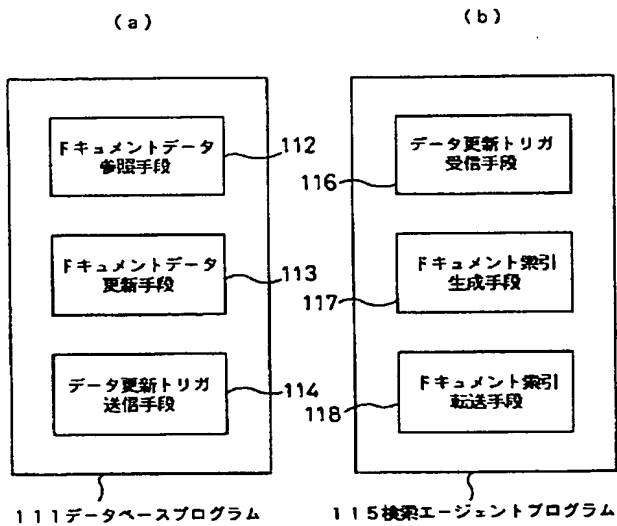 (a)
ドキュメントデータ
参照手段
112
ドキュメントデータ
更新手段
113
データ更新トリガ
送信手段
114
111データベースプログラム
(b)
データ更新トリガ
受信手段
116
ドキュメント索引
生成手段
117
ドキュメント索引
転送手段
118
115検索エージェントプログラム